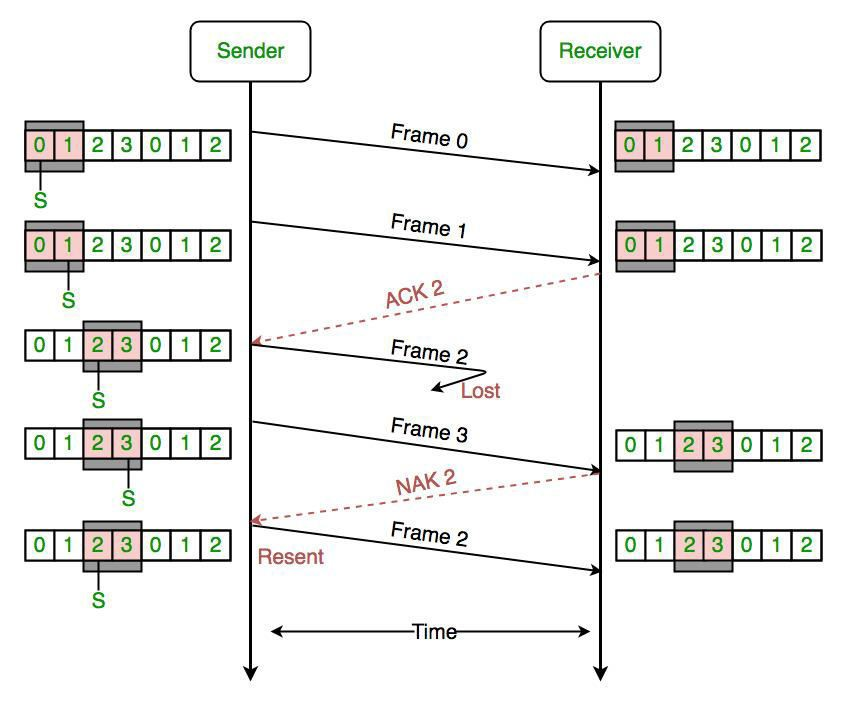 Sender
Receiver
0 1 2 3 0 1 2
Frame 0
0 1 2 3 0 1 2
S
0 1 2 3 0 1 2
Frame 1
0 1 2 3 0 1 2
S
ACK 2
0 1 2 3 0 1 2
Frame 2
Lost
S
0 1 2 3 0 1 2
Frame 3
0 1 2 3 0 1 2
S
NAK 2
0 1 2 3 0 1 2
Frame 2
0 1 2 3 0 1 2
Resent
S
Time